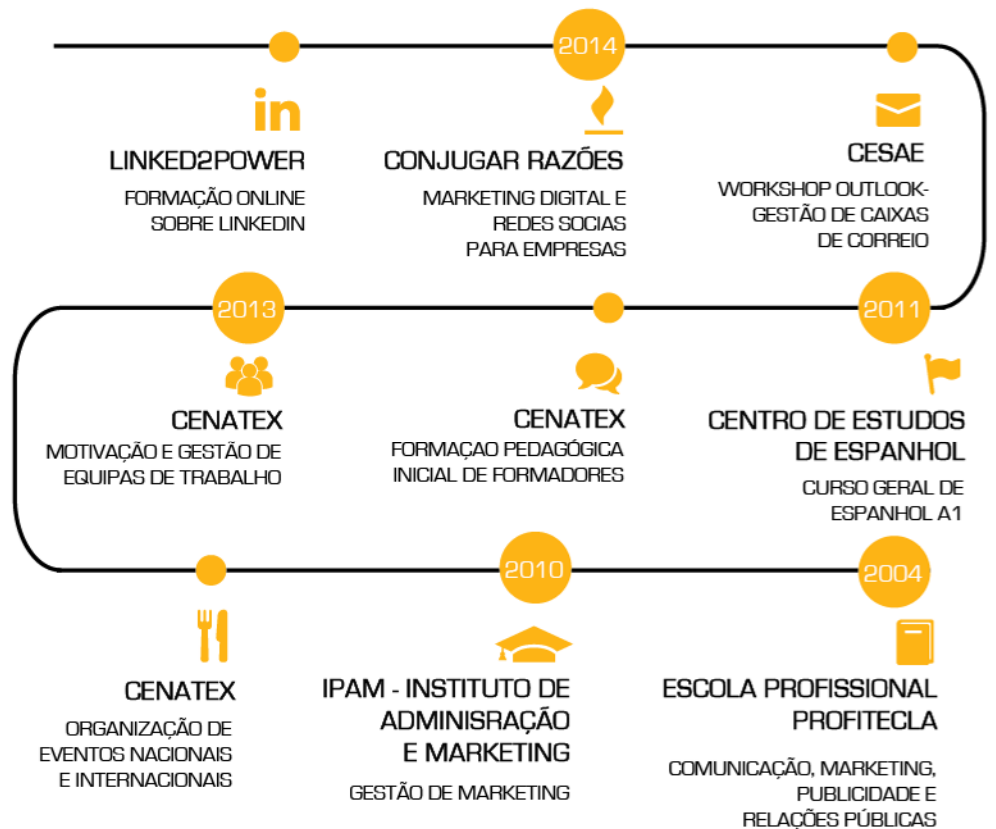 2014
in
LINKED2POWER
FORMAÇÃO ONLINE
SOBRE LINKEDIN
CONJUGAR RAZÕES
MARKETING DIGITAL E
REDES SOCIAS
PARA EMPRESAS
CESAE
WORKSHOP OUTLOOK-
GESTÃO DE CAIXAS
DE CORREIO
2013
CENATEX
MOTIVAÇÃO E GESTÃO DE
EQUIPAS DE TRABALHO
CENATEX
FORMAÇAO PEDAGÓGICA
INICIAL DE FORMADORES
2011
CENTRO DE ESTUDOS
DE ESPANHOL
CURSO GERAL DE
ESPANHOL A1
CENATEX
ORGANIZAÇÃO DE
EVENTOS NACIONAIS
E INTERNACIONAIS
2010
IPAM - INSTITUTO DE
ADMINISRAÇÃO
E MARKETING
GESTÃO DE MARKETING
2004
ESCOLA PROFISSIONAL
PROFITECLA
COMUNICAÇÃO, MARKETING,
PUBLICIDADE E
RELAÇÕES PÚBLICAS